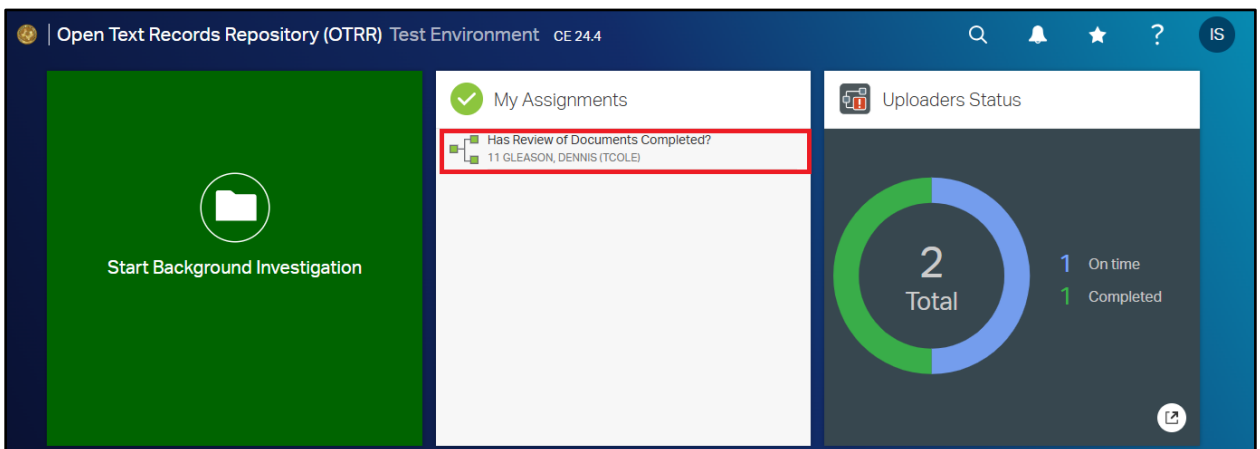 Open Text Records Repository (OTRR) Test Environment CE 24.4
? IS
Start Background Investigation
My Assignments
Has Review of Documents Completed?
11 GLEASON, DENNIS (TCOLE)
Uploaders Status
2
Total
1 On time
1 Completed